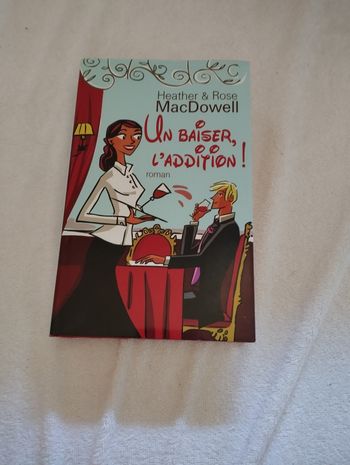 Heather & Rose
MacDowell
UN BAISER,
L'ADDITION !
roman